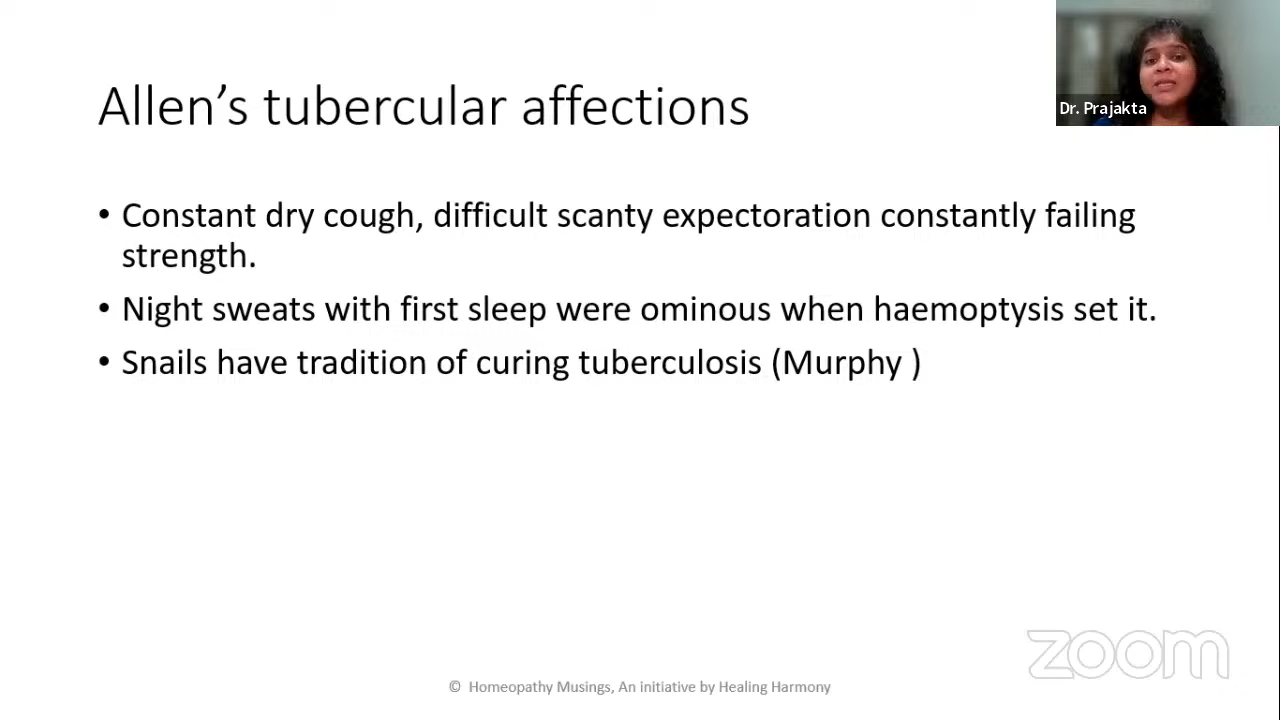 Dr. Prajakta
Allen’s tubercular affections
• Constant dry cough, difficult scanty expectoration constantly failing
strength.
• Night sweats with first sleep were ominous when haemoptysis set it.
• Snails have tradition of curing tuberculosis (Murphy )
zoom
© Homeopathy Musings, An initiative by Healing Harmony